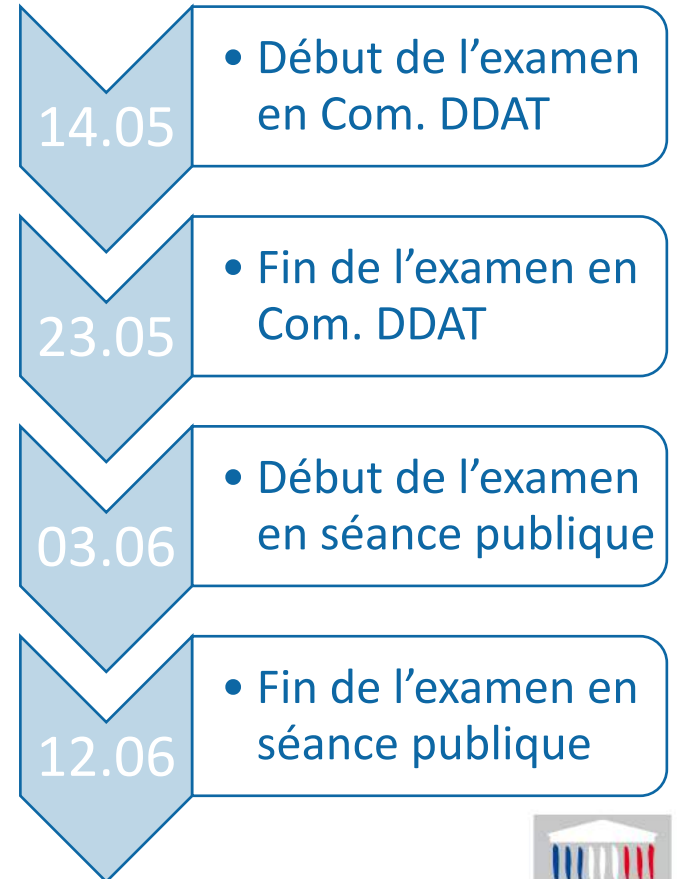 14.05
• Début de l’examen
en Com. DDAT
23.05
• Fin de l’examen en
Com. DDAT
03.06
• Début de l’examen
en séance publique
12.06
• Fin de l’examen en
séance publique